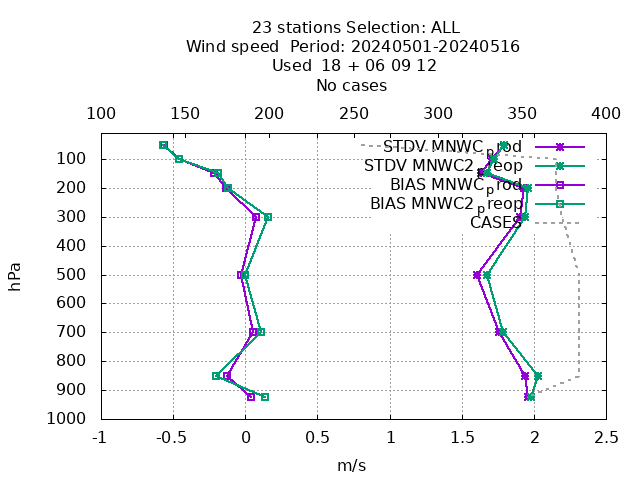 23 stations Selection: ALL
Wind speed  Period: 20240501-20240516
Used  18 + 06 09 12
No cases
100 150 200 250 300 350 400
STDV MNWC_prod
STDV MNWC2_preop
BIAS MNWC_prod
BIAS MNWC2_preop
CASES
hPa
100
200
300
400
500
600
700
800
900
1000
-1 -0.5 0 0.5 1 1.5 2 2.5
m/s